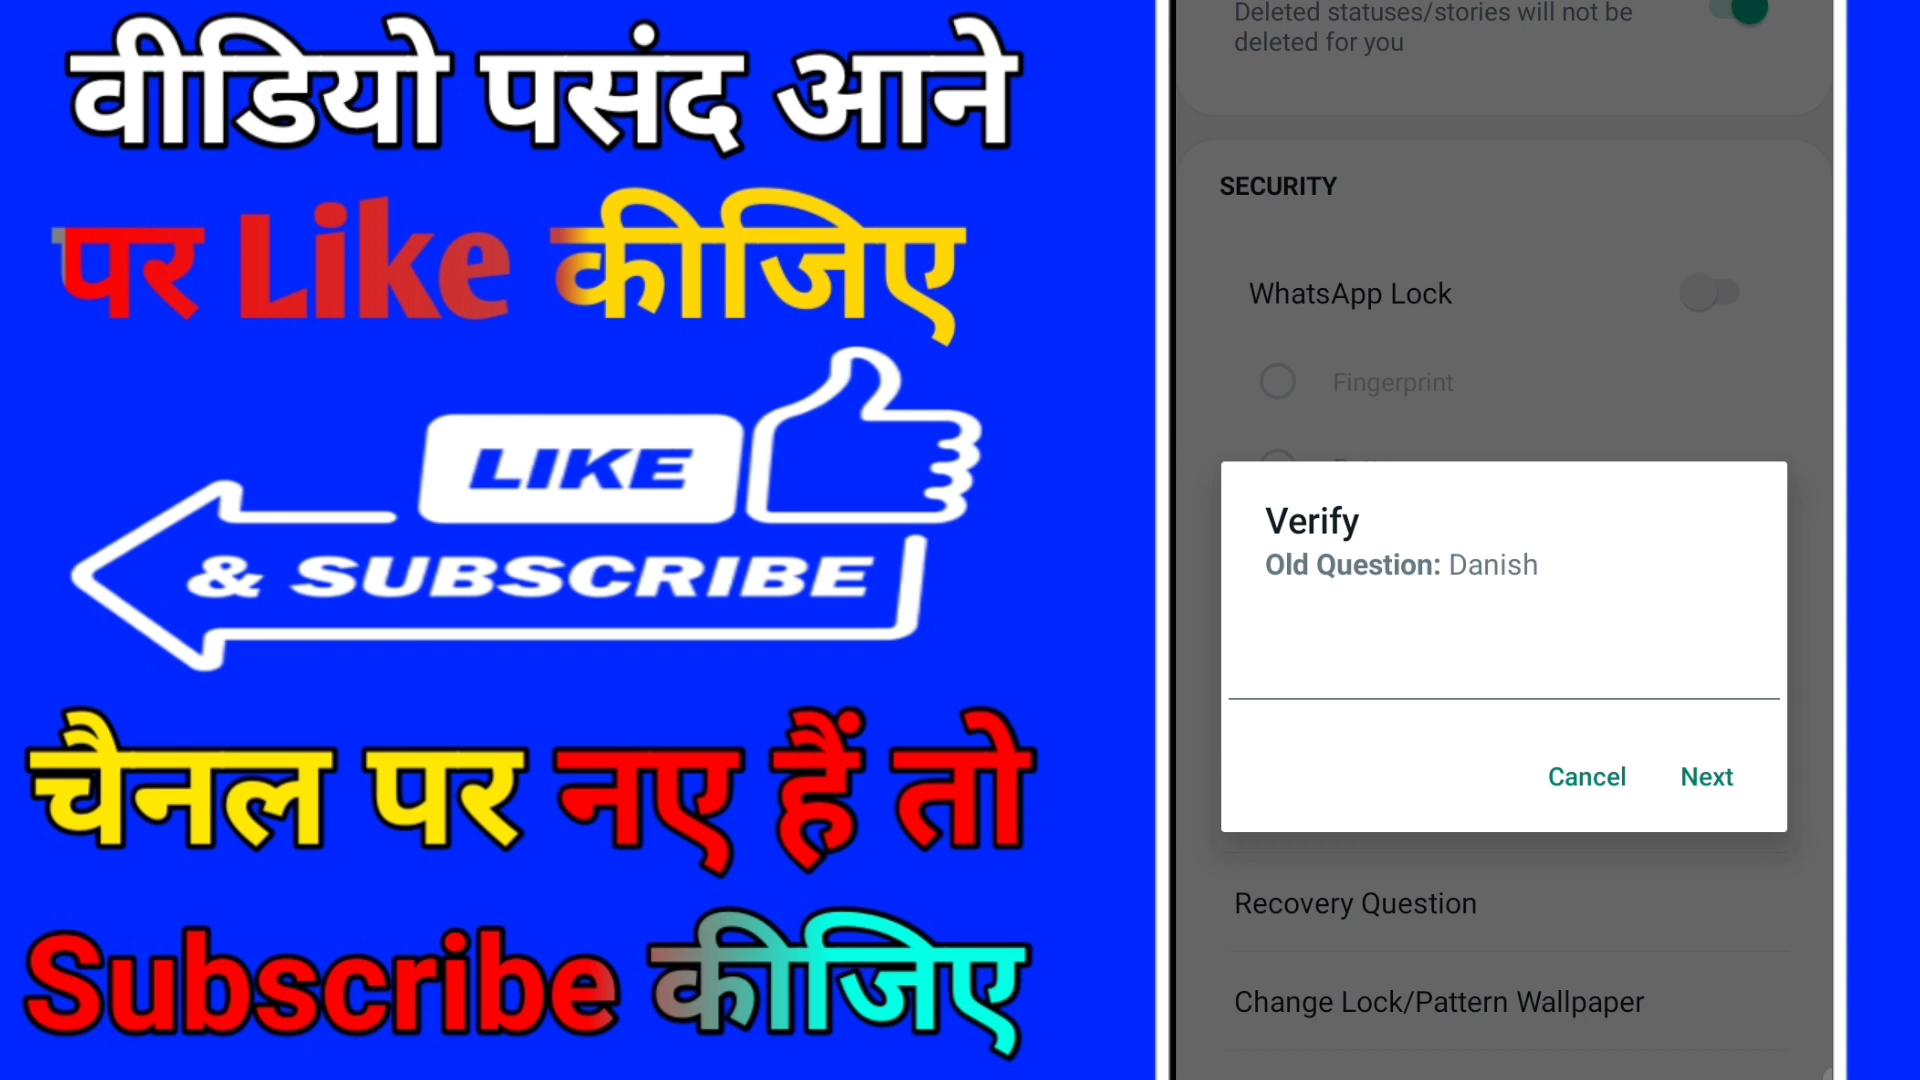 वीडियो पसंद आने
पर Like कीजिए
LIKE
& SUBSCRIBE
चैनल पर नए हैं तो
Subscribe कीजिए
Deleted statuses/stories will not be
deleted for you
SECURITY
WhatsApp Lock
Fingerprint
Verify
Old Question: Danish
Cancel Next
Recovery Question
Change Lock/Pattern Wallpaper